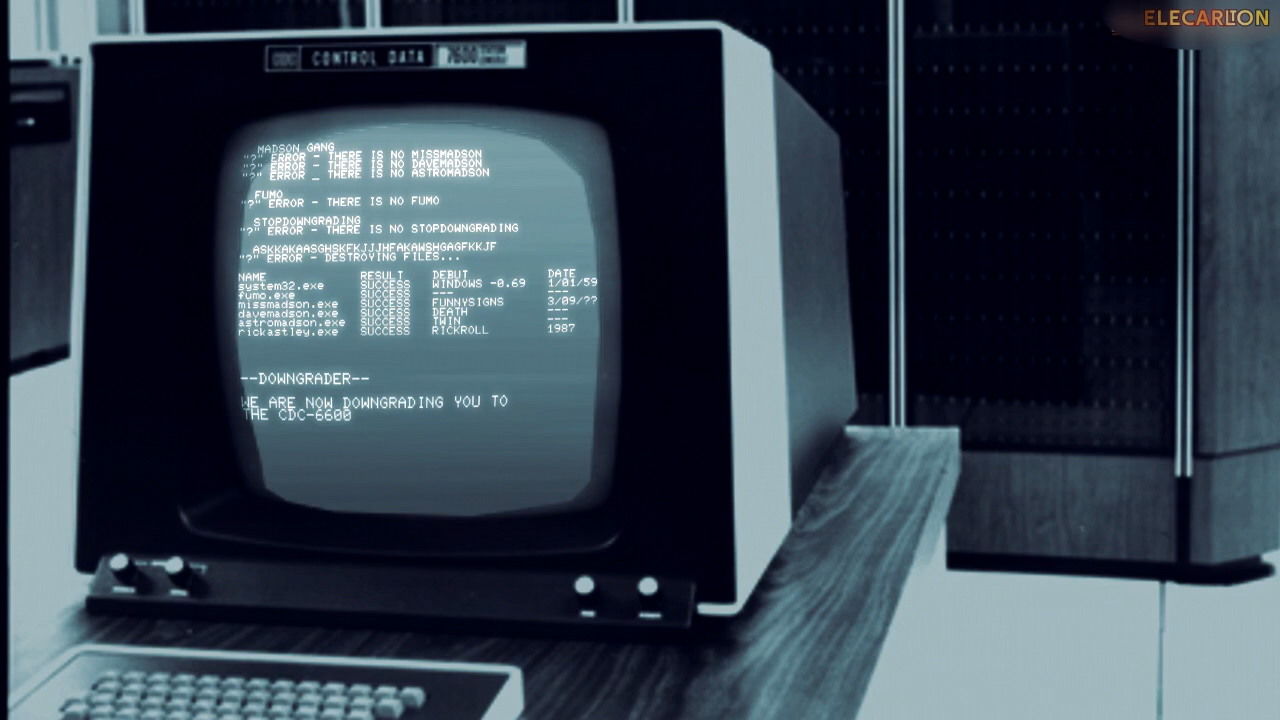 ELECARLION
CONTROL DATA 7600
MADSON GANG
"?" ERROR - THERE IS NO MISSMADSON
"?" ERROR - THERE IS NO DAVEMADSON
"?" ERROR _ THERE IS NO ASTROMADSON
FUMO
"?" ERROR - THERE IS NO FUMO
STOPDOWNGRADING
"?" ERROR - THERE IS NO STOPDOWNGRADING
ASKKAKAASGHSKFKJJJHFAKAWSHGAGFKKJF
"?" ERROR - DESTROYING FILES...
NAME RESULT DEBUT DATE
system32.exe SUCCESS WINDOWS -0.69 1/01/59
fumo.exe SUCCESS --- ---
missmadson.exe SUCCESS FUNNYSIGNS 3/09/??
davemadson.exe SUCCESS DEATH ---
astromadson.exe SUCCESS TWIN ---
rickastley.exe SUCCESS RICKROLL 1987
--DOWNGRADER--
WE ARE NOW DOWNGRADING YOU TO
THE CDC-6600